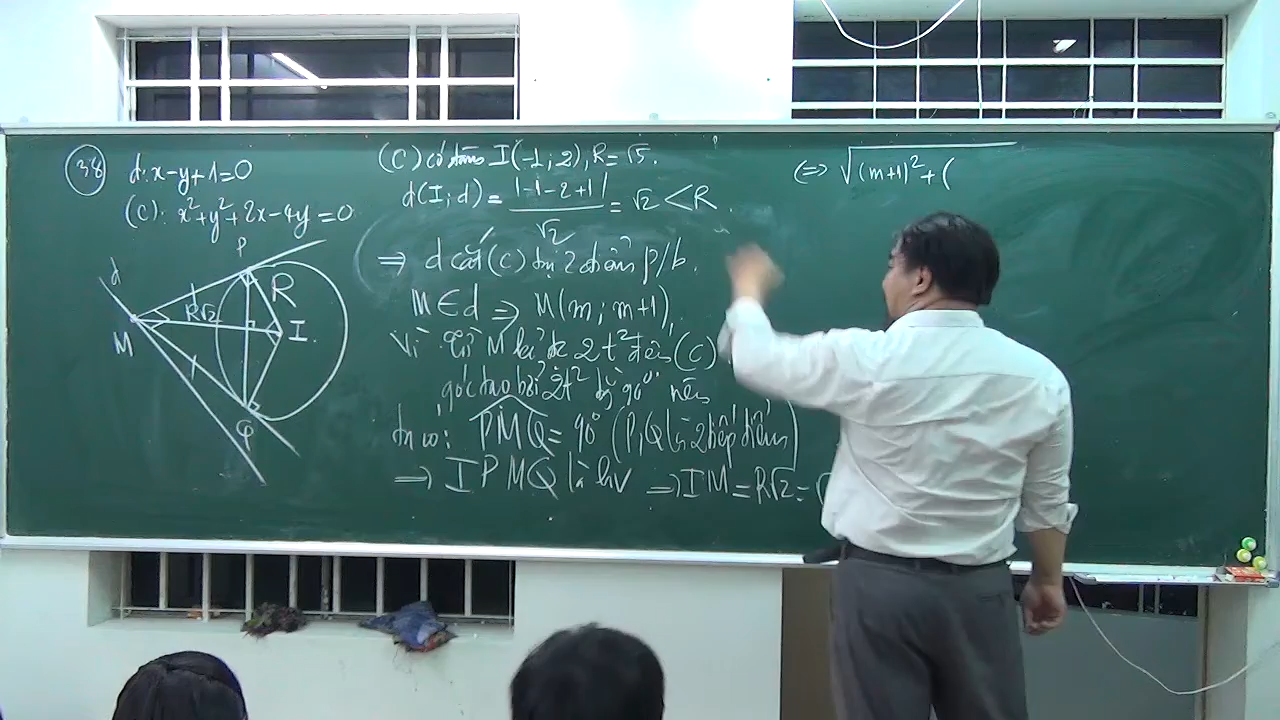 38
d: x-y+1=0
(C): x²+y²+2x-4y=0
P
d
R
R√2
I
M
Q
(C) có tâm I(-1;2), R=√5.
d(I;d) = |-1-2+1| / √2 = √2 < R.
⇒ d cắt (C) tại 2 điểm p/b.
M∈d ⇒ M(m; m+1)
Vì từ M kẻ 2 t² đến (C)
góc tạo bởi 2t² 90° nên
ta có: PMQ = 90° (P,Q là 2 tiếp điểm)
⇒ IPMQ là hv ⇒ IM = R√2 =
(⇔) √(m+1)²+(